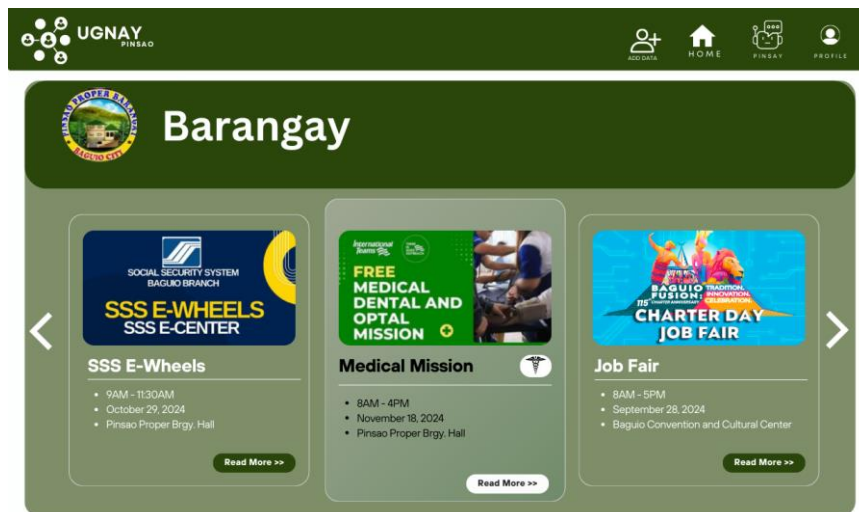 UGNAY
PINSAO
ADD DATA
HOME
PINSAY
PROFILE
PINSAO PROPER BARANGAY
BAGUIO CITY
Barangay
SOCIAL SECURITY SYSTEM
BAGUIO BRANCH
SSS E-WHEELS
SSS E-CENTER
SSS E-Wheels
9AM - 11:30AM
October 29, 2024
Pinsao Proper Brgy. Hall
Read More >>
International
Teams
FREE
MEDICAL
DENTAL AND
OPTAL
MISSION
Medical Mission
8AM - 4PM
November 18, 2024
Pinsao Proper Brgy. Hall
Read More >>
BAGUIO
FUSION:
TRADITION.
INNOVATION.
CELEBRATION.
115th CHARTER ANNIVERSARY
CHARTER DAY
JOB FAIR
Job Fair
8AM - 5PM
September 28, 2024
Baguio Convention and Cultural Center
Read More >>